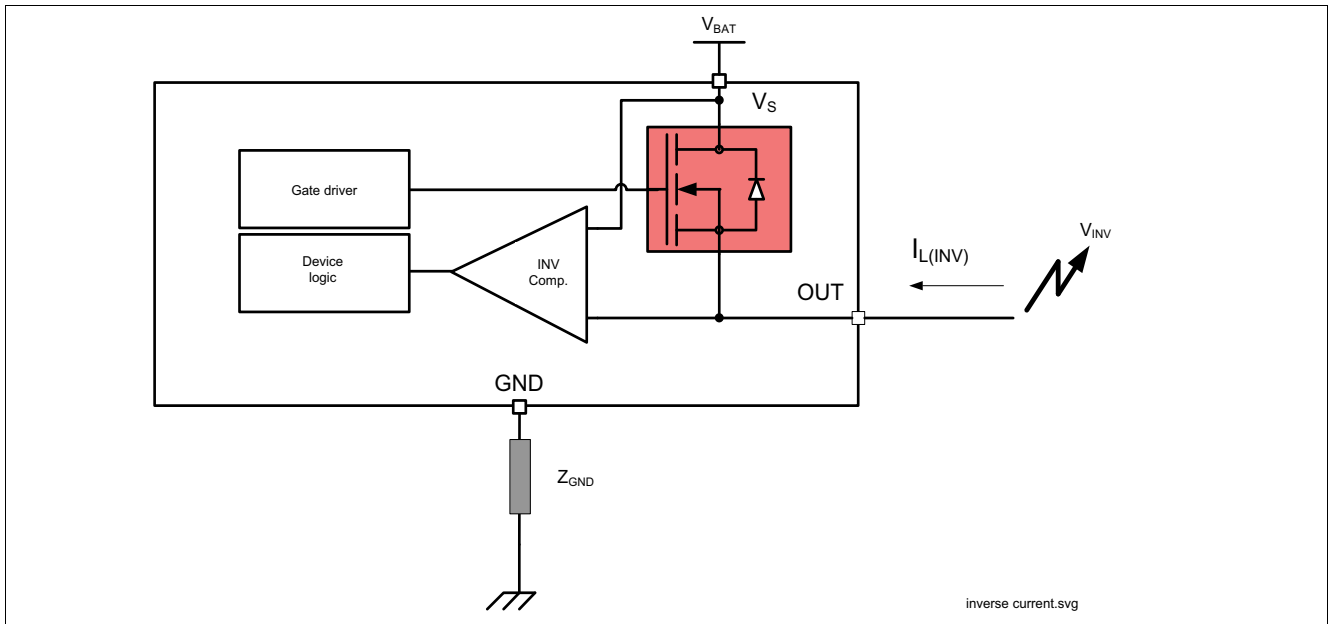 VBAT
VS
Gate driver
Device
logic
INV
Comp.
IL(INV)
VINV
OUT
GND
ZGND
inverse current.svg